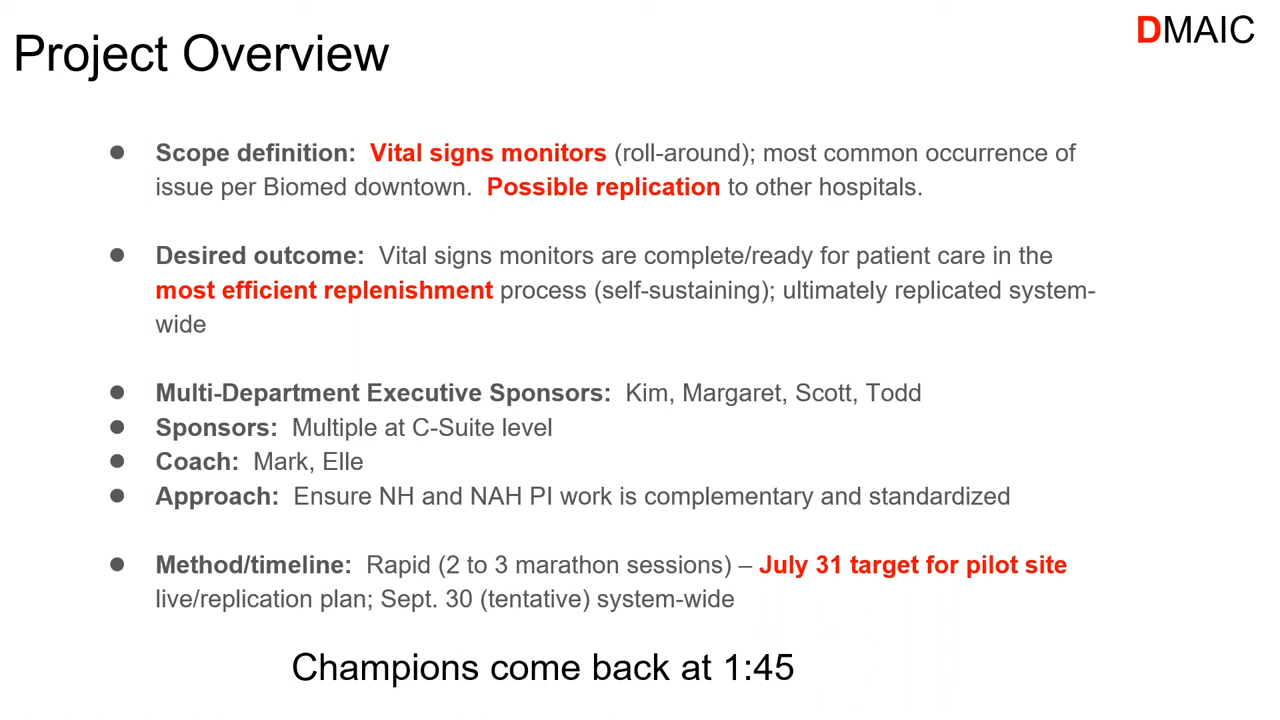 Project Overview
DMAIC
● Scope definition: Vital signs monitors (roll-around); most common occurrence of
issue per Biomed downtown. Possible replication to other hospitals.
● Desired outcome: Vital signs monitors are complete/ready for patient care in the
most efficient replenishment process (self-sustaining); ultimately replicated system-
wide
● Multi-Department Executive Sponsors: Kim, Margaret, Scott, Todd
● Sponsors: Multiple at C-Suite level
● Coach: Mark, Elle
● Approach: Ensure NH and NAH PI work is complementary and standardized
● Method/timeline: Rapid (2 to 3 marathon sessions) – July 31 target for pilot site
live/replication plan; Sept. 30 (tentative) system-wide
Champions come back at 1:45